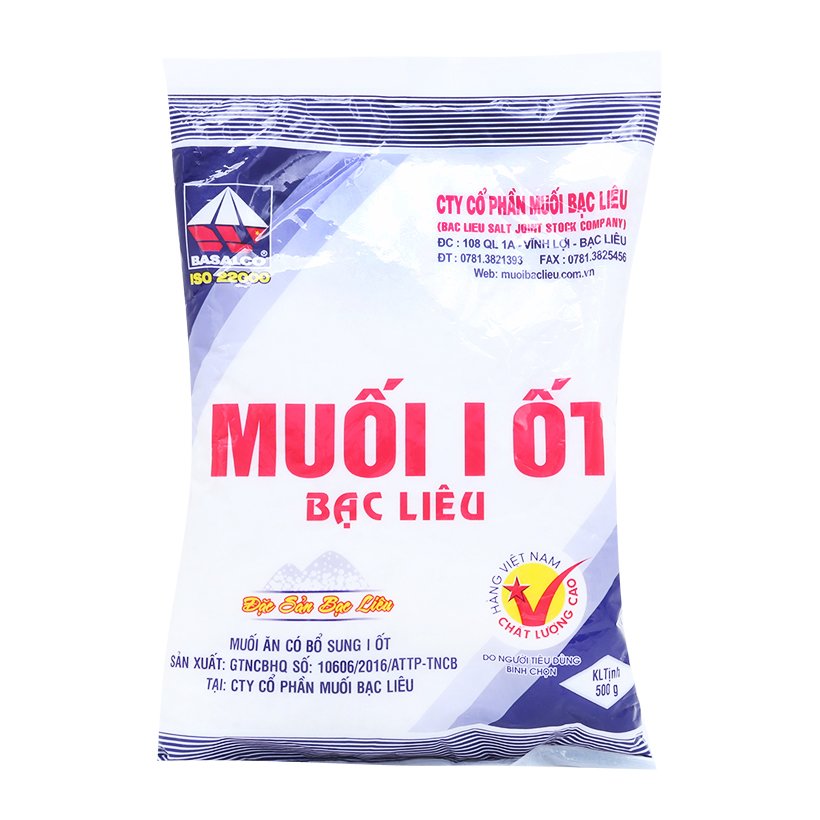 BASALCO®
ISO 22000
CTY CỔ PHẦN MUỐI BẠC LIÊU
(BAC LIEU SALT JOINT STOCK COMPANY)
ĐC : 108 QL 1A - VĨNH LỢI - BẠC LIÊU
ĐT : 0781.3821393 FAX : 0781.3825456
Web: muoibaclieu.com.vn
MUỐI I ỐT
BẠC LIÊU
Đặc Sản Bạc Liêu
MUỐI ĂN CÓ BỔ SUNG I ỐT
SẢN XUẤT: GTNCBHQ SỐ: 10606/2016/ATTP-TNCB
TẠI: CTY CỔ PHẦN MUỐI BẠC LIÊU
HÀNG VIỆT NAM
CHẤT LƯỢNG CAO
DO NGƯỜI TIÊU DÙNG
BÌNH CHỌN
KLTịnh
500 g